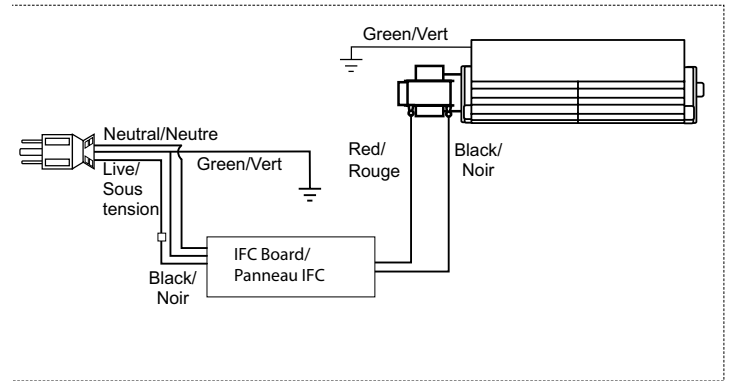 Green/Vert
Neutral/Neutre
Green/Vert
Live/
Sous
tension
Red/
Rouge
Black/
Noir
IFC Board/
Panneau IFC
Black/
Noir